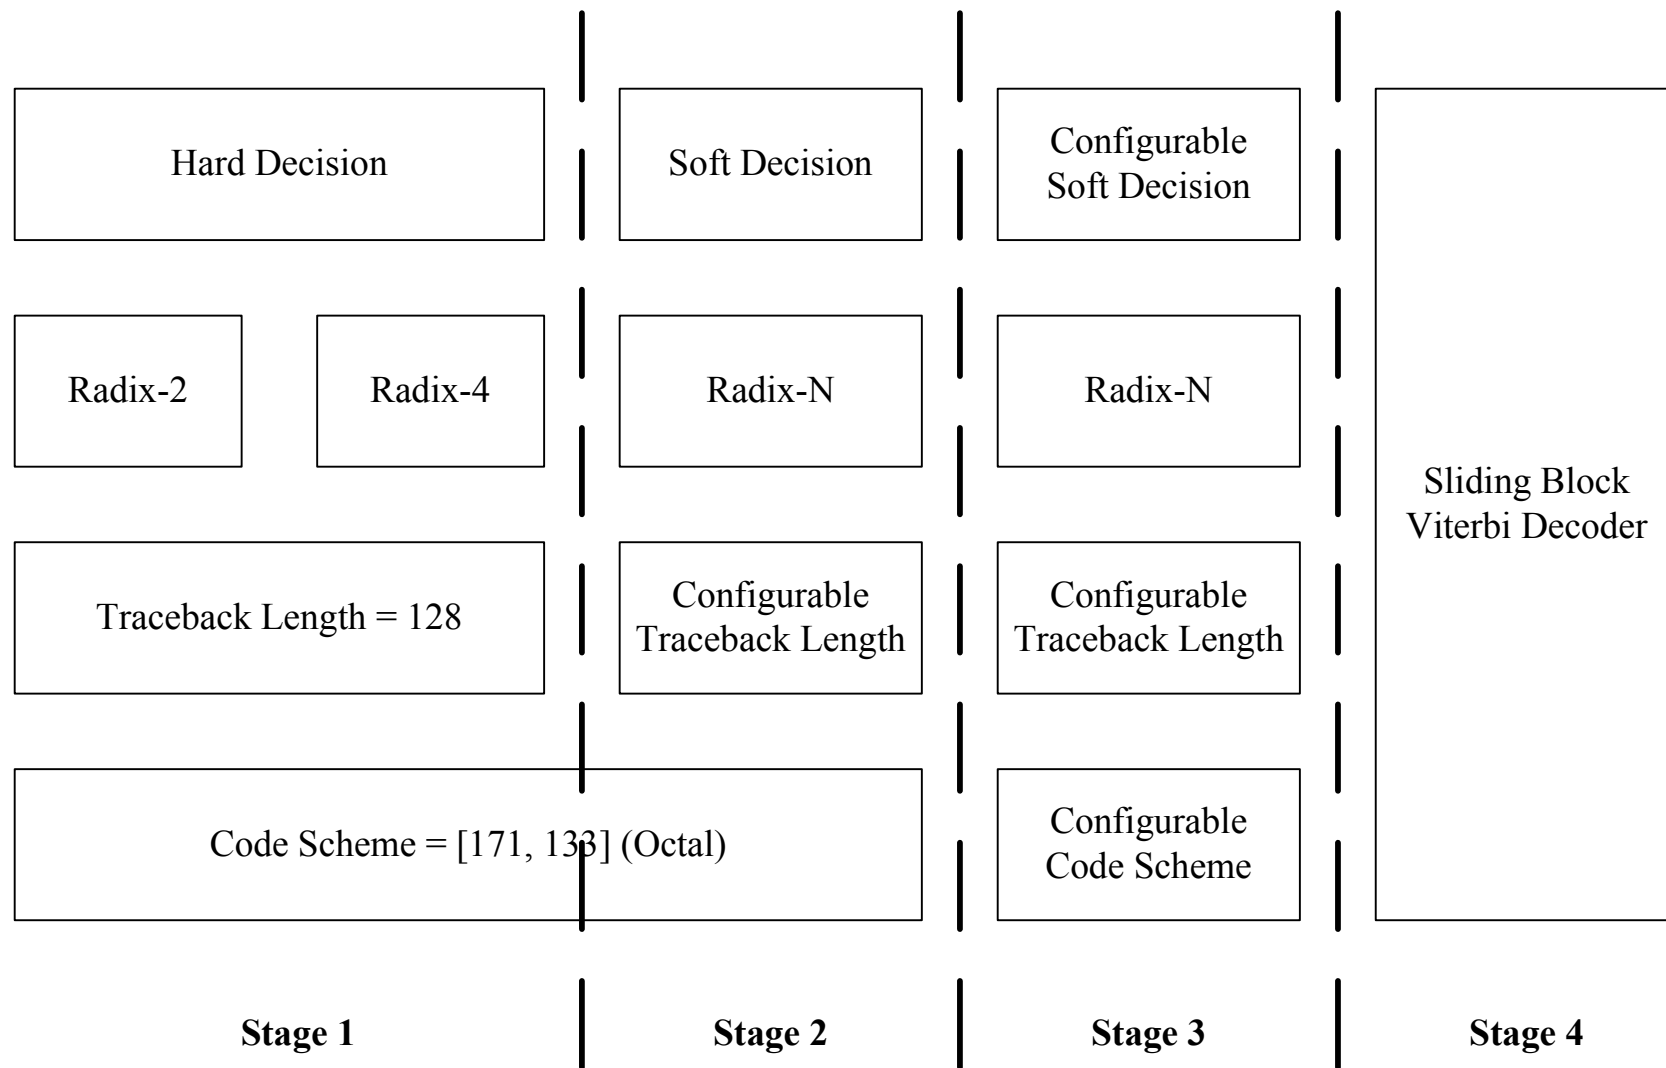 Hard Decision
Soft Decision
Configurable
Soft Decision
Radix-2
Radix-4
Radix-N
Radix-N
Sliding Block
Viterbi Decoder
Traceback Length = 128
Configurable
Traceback Length
Configurable
Traceback Length
Code Scheme = [171, 133] (Octal)
Configurable
Code Scheme
Stage 1
Stage 2
Stage 3
Stage 4